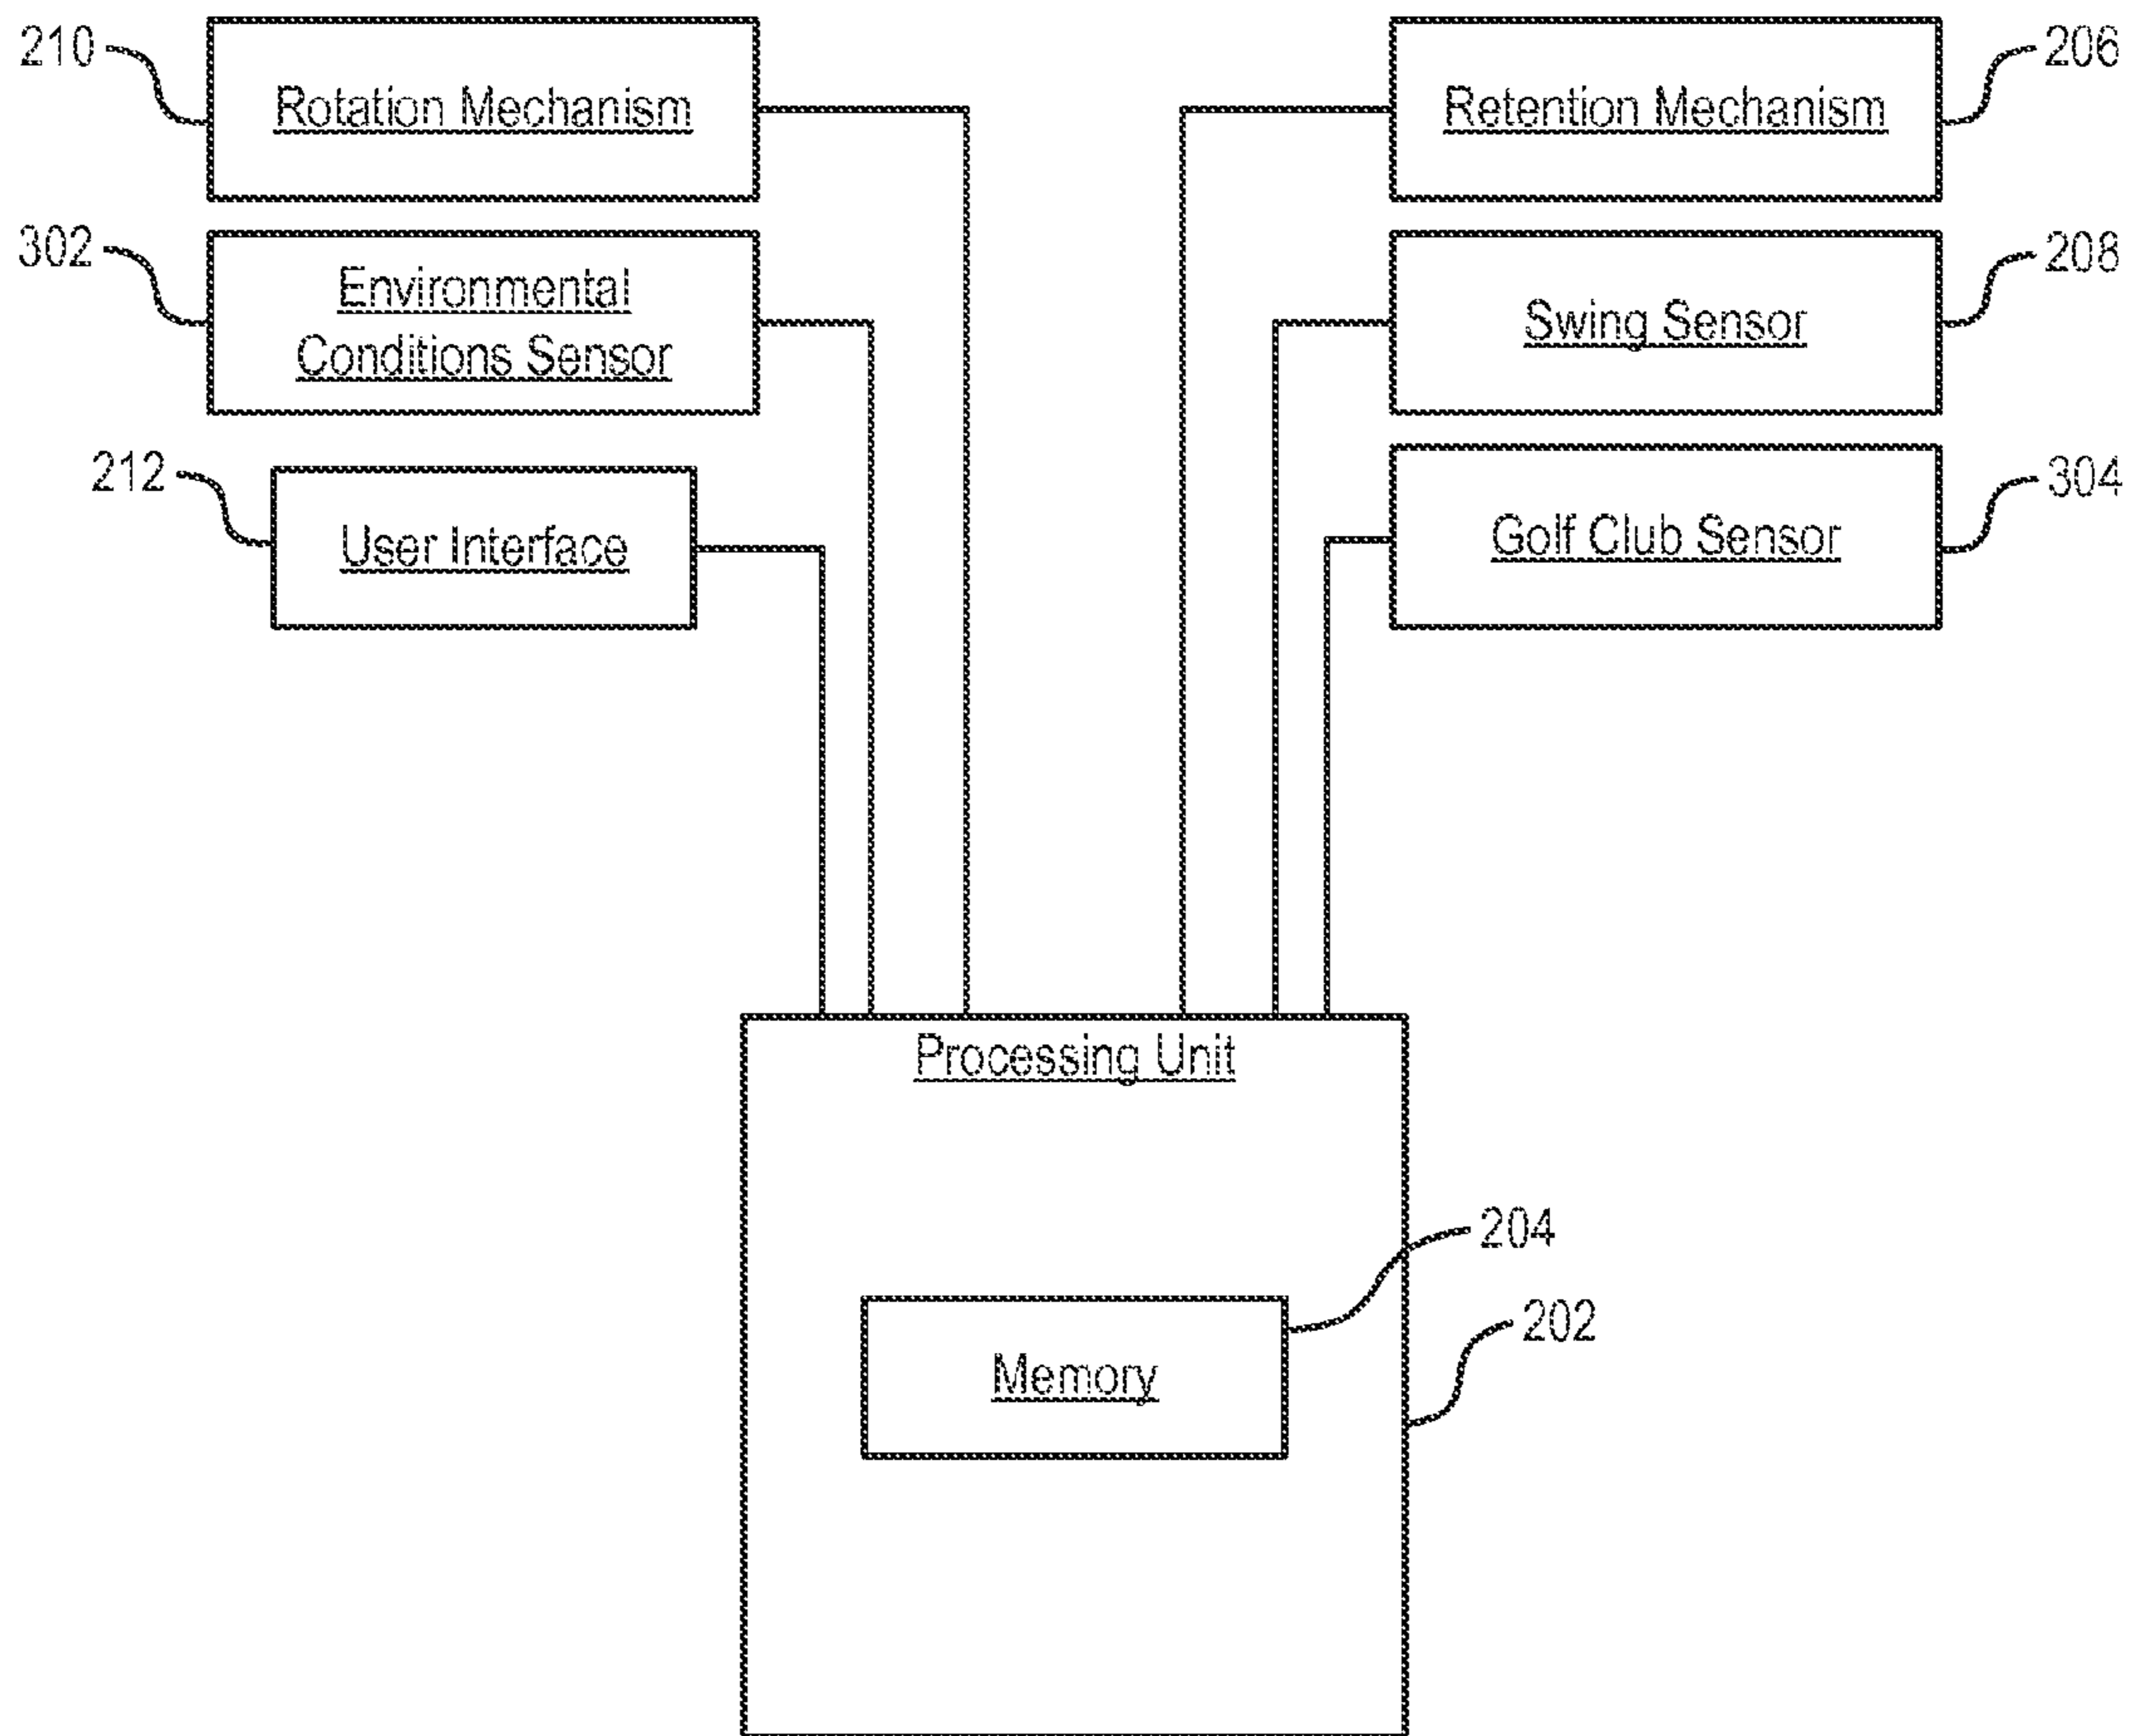 210
Rotation Mechanism
Retention Mechanism
206
302
Environmental
Conditions Sensor
Swing Sensor
208
212
User Interface
Golf Club Sensor
304
Processing Unit
204
202
Memory